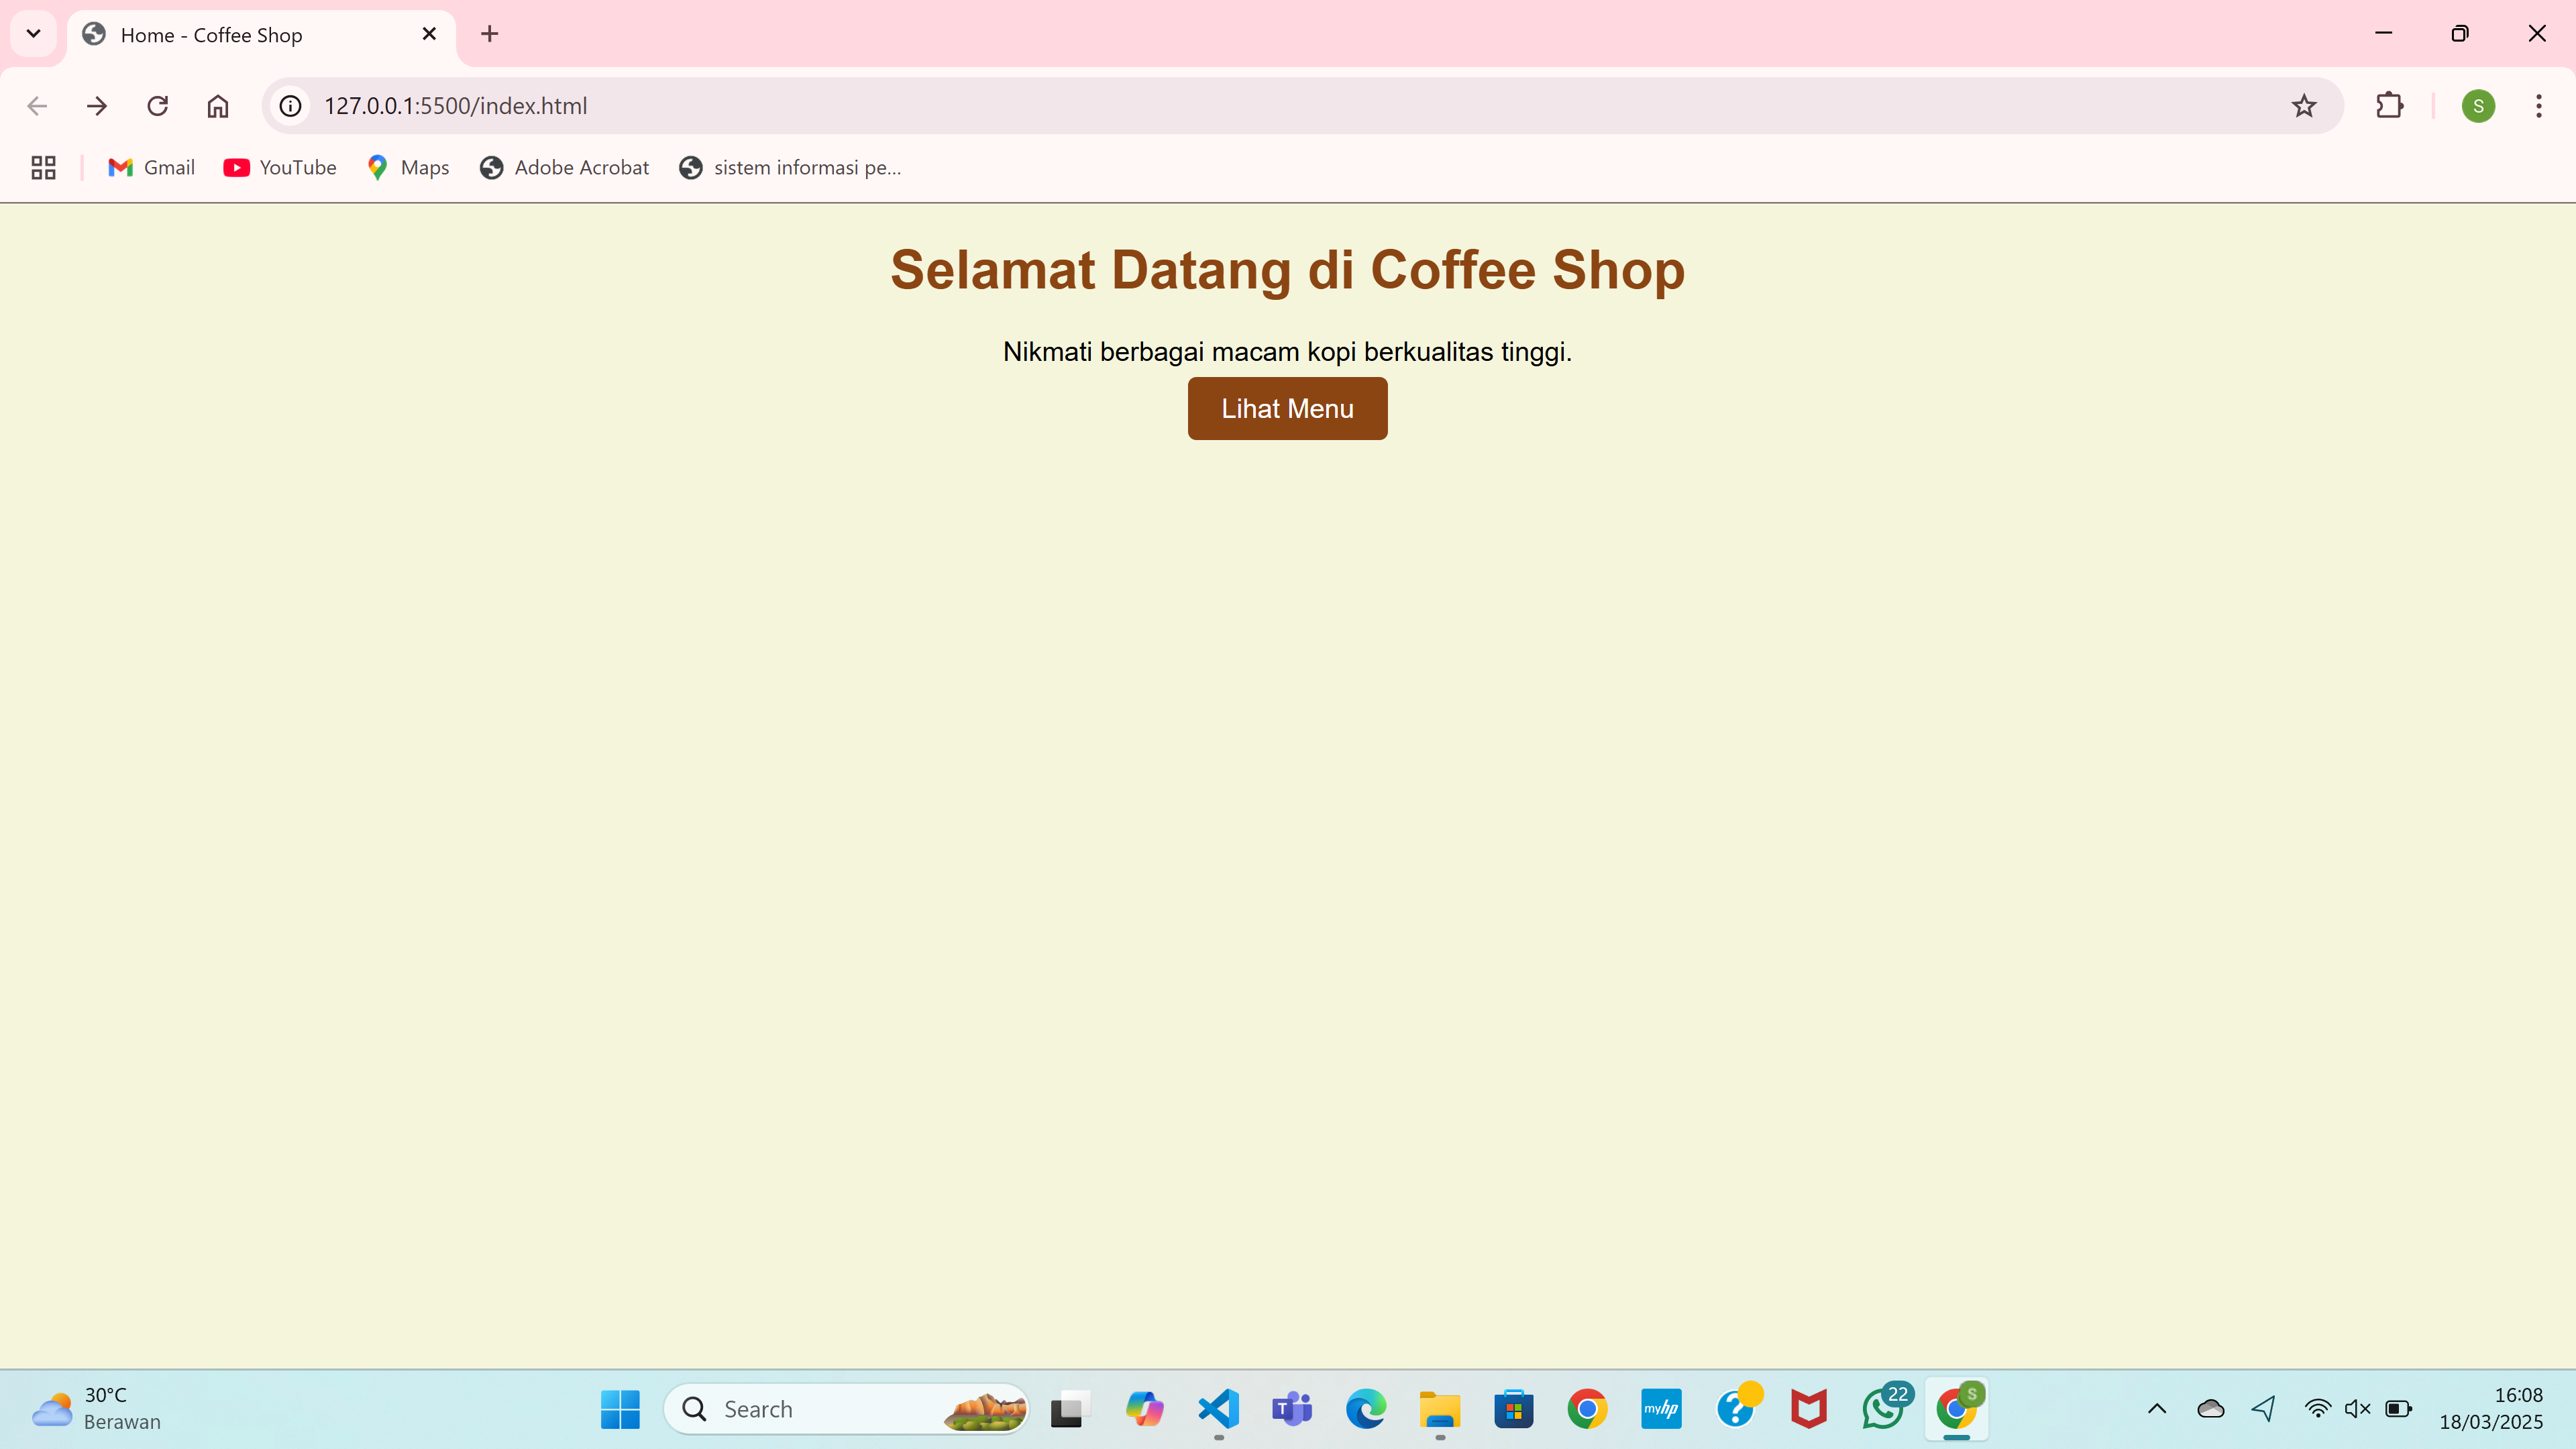 Home - Coffee Shop
127.0.0.1:5500/index.html
S
Gmail
YouTube
Maps
Adobe Acrobat
sistem informasi pe...
Selamat Datang di Coffee Shop
Nikmati berbagai macam kopi berkualitas tinggi.
Lihat Menu
30°C
Berawan
Search
T
myhp
?
22
S
16:08
18/03/2025